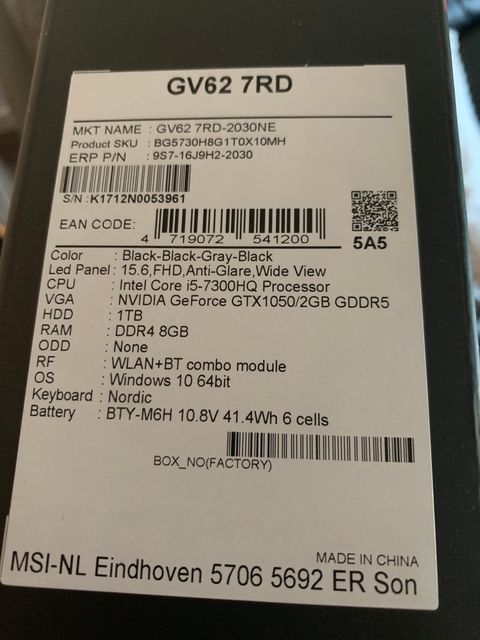 GV62 7RD
MKT NAME : GV62 7RD-2030NE
Product SKU : BG5730H8G1T0X10MH
ERP P/N : 9S7-16J9H2-2030
S/N :K1712N0053961
EAN CODE:
4 719072 541200
5A5
Color : Black-Black-Gray-Black
Led Panel : 15.6,FHD,Anti-Glare,Wide View
CPU : Intel Core i5-7300HQ Processor
VGA : NVIDIA GeForce GTX1050/2GB GDDR5
HDD : 1TB
RAM : DDR4 8GB
ODD : None
RF : WLAN+BT combo module
OS : Windows 10 64bit
Keyboard : Nordic
Battery : BTY-M6H 10.8V 41.4Wh 6 cells
BOX_NO(FACTORY)
MADE IN CHINA
MSI-NL Eindhoven 5706 5692 ER Son